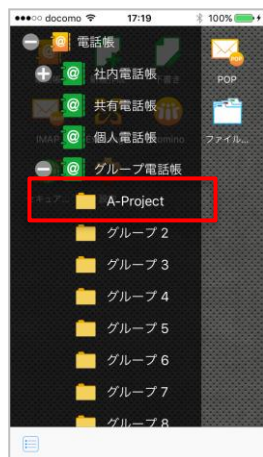 docomo 17:19 100%
電話帳
社内電話帳
POP
共有電話帳
個人電話帳
ファイル...
グループ電話帳
A-Project
グループ 2
グループ 3
グループ 4
グループ 5
グループ 6
グループ 7
グループ 8